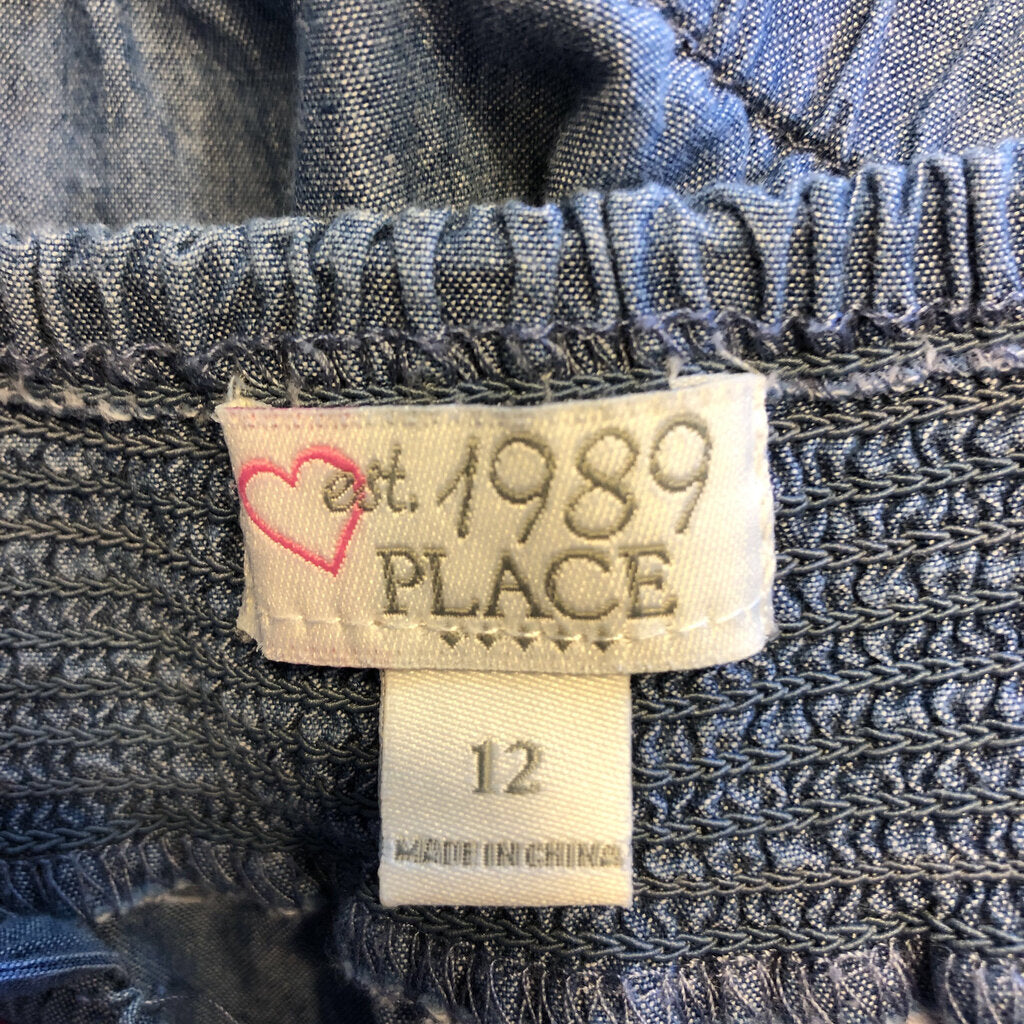 est. 1989
PLACE
12
MADE IN CHINA